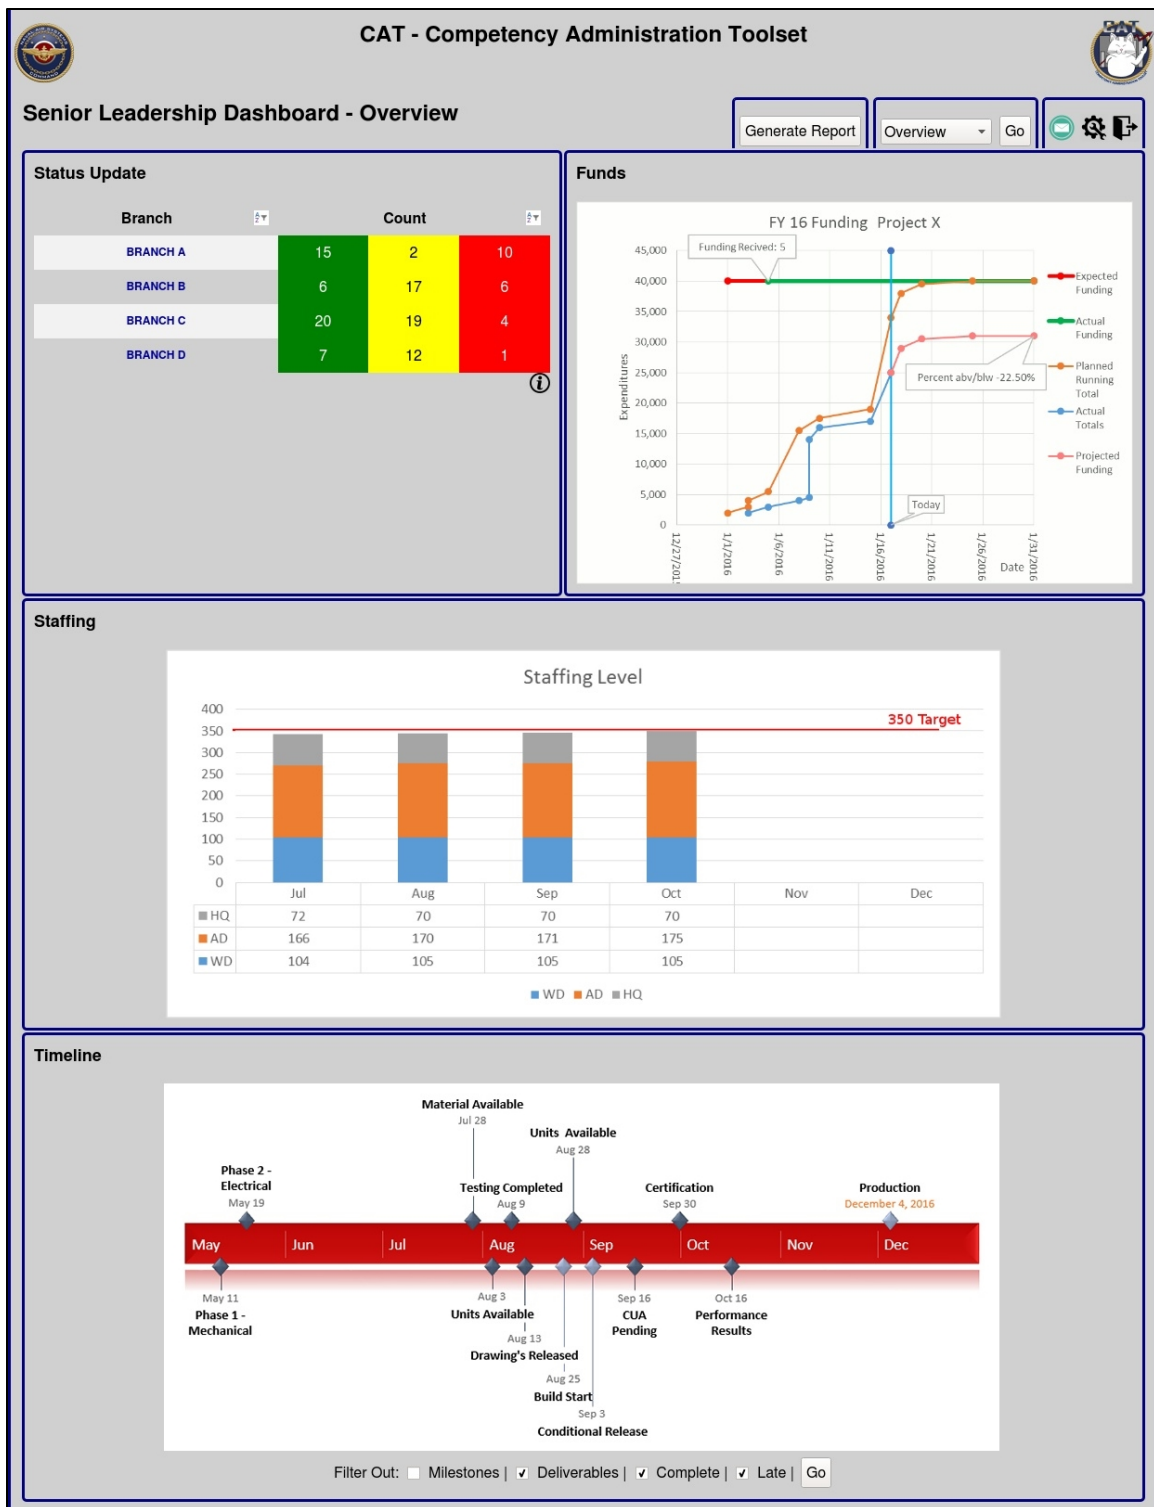 CAT - Competency Administration Toolset
Senior Leadership Dashboard - Overview
Generate Report
Overview
Go
Status Update
Branch Count
BRANCH A 15 2 10
BRANCH B 6 17 6
BRANCH C 20 19 4
BRANCH D 7 12 1
Funds
FY 16 Funding Project X
Funding Recived: 5
45,000
40,000
35,000
30,000
25,000
20,000
15,000
10,000
5,000
0
Expenditures
Expected
Funding
Actual
Funding
Planned
Running
Total
Actual
Totals
Projected
Funding
Percent abv/blw -22.50%
Today
12/27/201
1/1/2016
1/6/2016
1/11/2016
1/16/2016
1/21/2016
1/26/2016
1/31/2016
Date
Staffing
Staffing Level
350 Target
400
350
300
250
200
150
100
50
0
Jul Aug Sep Oct Nov Dec
HQ 72 70 70 70
AD 166 170 171 175
WD 104 105 105 105
WD AD HQ
Timeline
Material Available
Jul 28
Units Available
Aug 28
Phase 2 -
Electrical
May 19
Testing Completed
Aug 9
Certification
Sep 30
Production
December 4, 2016
May Jun Jul Aug Sep Oct Nov Dec
May 11
Phase 1 -
Mechanical
Aug 3
Units Available
Aug 13
Drawing's Released
Aug 25
Build Start
Sep 3
Conditional Release
Sep 16
CUA
Pending
Oct 16
Performance
Results
Filter Out: Milestones | Deliverables | Complete | Late | Go